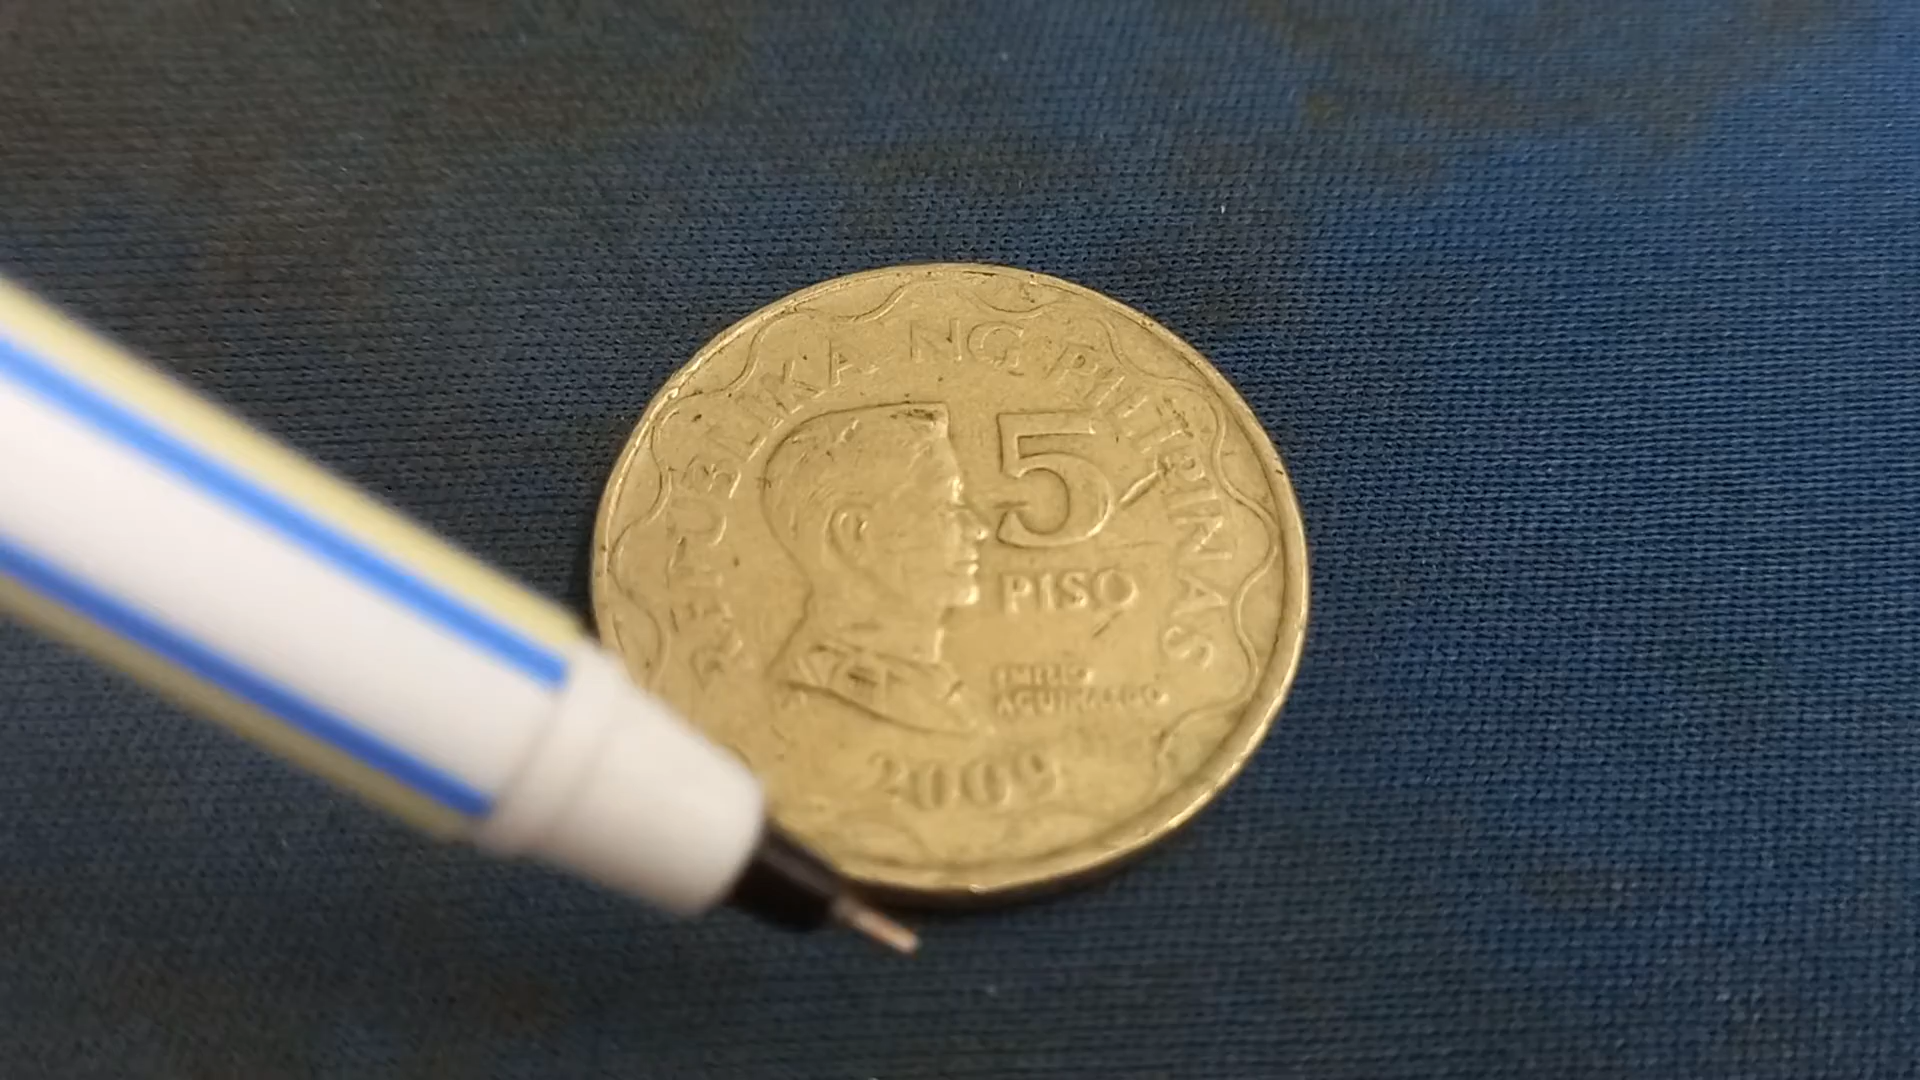 REPUBLIKA NG PILIPINAS
5
PISO
EMILIO
AGUINALDO
2009